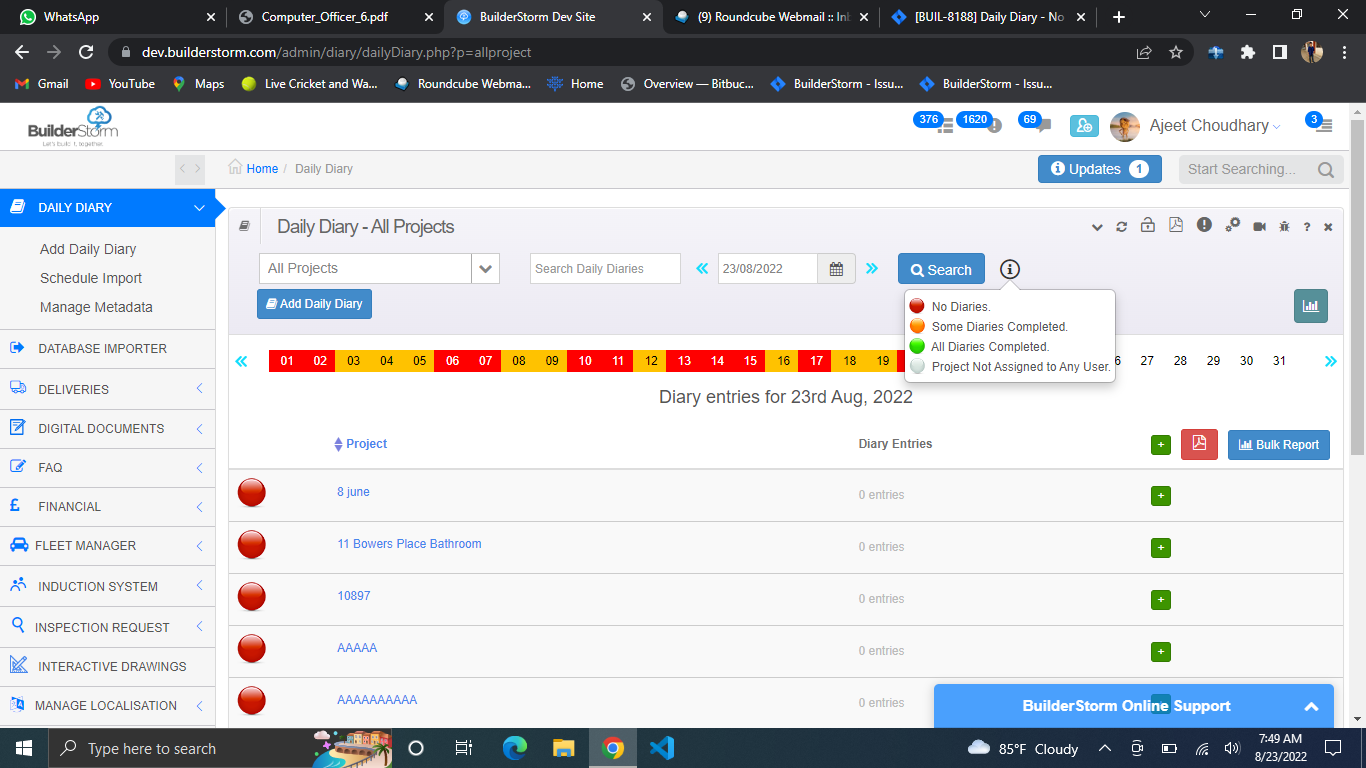 WhatsApp
Computer_Officer_6.pdf
BuilderStorm Dev Site
(9) Roundcube Webmail :: Inb
[BUIL-8188] Daily Diary - No
dev.builderstorm.com/admin/diary/dailyDiary.php?p=allproject
Gmail YouTube Maps Live Cricket and Wa... Roundcube Webma... Home Overview — Bitbuc... BuilderStorm - Issu... BuilderStorm - Issu...
BuilderStorm
Let's build it, together.
376 1620 69 Ajeet Choudhary 3
Home / Daily Diary
Updates 1
Start Searching...
DAILY DIARY
Add Daily Diary
Schedule Import
Manage Metadata
DATABASE IMPORTER
DELIVERIES
DIGITAL DOCUMENTS
FAQ
FINANCIAL
FLEET MANAGER
INDUCTION SYSTEM
INSPECTION REQUEST
INTERACTIVE DRAWINGS
MANAGE LOCALISATION
Daily Diary - All Projects
All Projects
Search Daily Diaries
23/08/2022
Search
Add Daily Diary
No Diaries.
Some Diaries Completed.
All Diaries Completed.
Project Not Assigned to Any User.
01 02 03 04 05 06 07 08 09 10 11 12 13 14 15 16 17 18 19 27 28 29 30 31
Diary entries for 23rd Aug, 2022
Project Diary Entries + Bulk Report
8 june 0 entries +
11 Bowers Place Bathroom 0 entries +
10897 0 entries +
AAAAA 0 entries +
AAAAAAAAAA 0 entries
BuilderStorm Online Support
Type here to search
85°F Cloudy
7:49 AM
8/23/2022